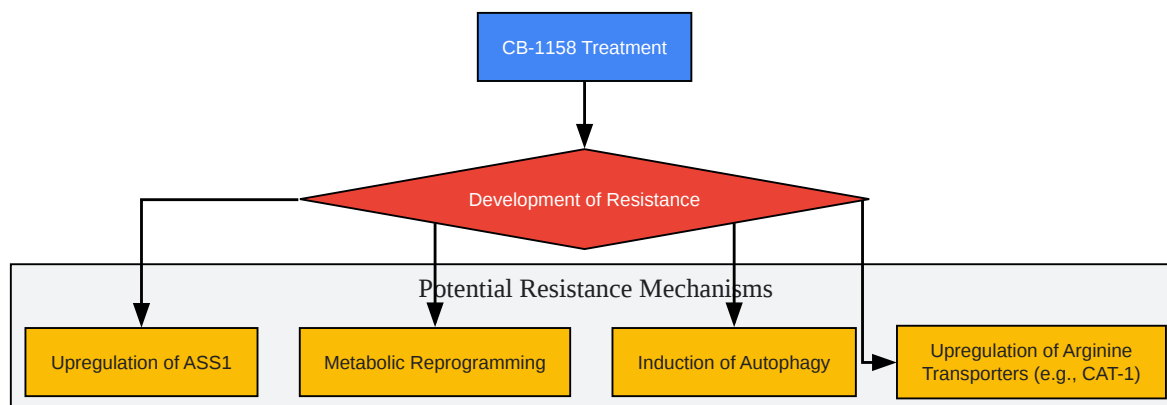 CB-1158 Treatment
Development of Resistance
Potential Resistance Mechanisms
Upregulation of ASS1
Metabolic Reprogramming
Induction of Autophagy
Upregulation of Arginine
Transporters (e.g., CAT-1)